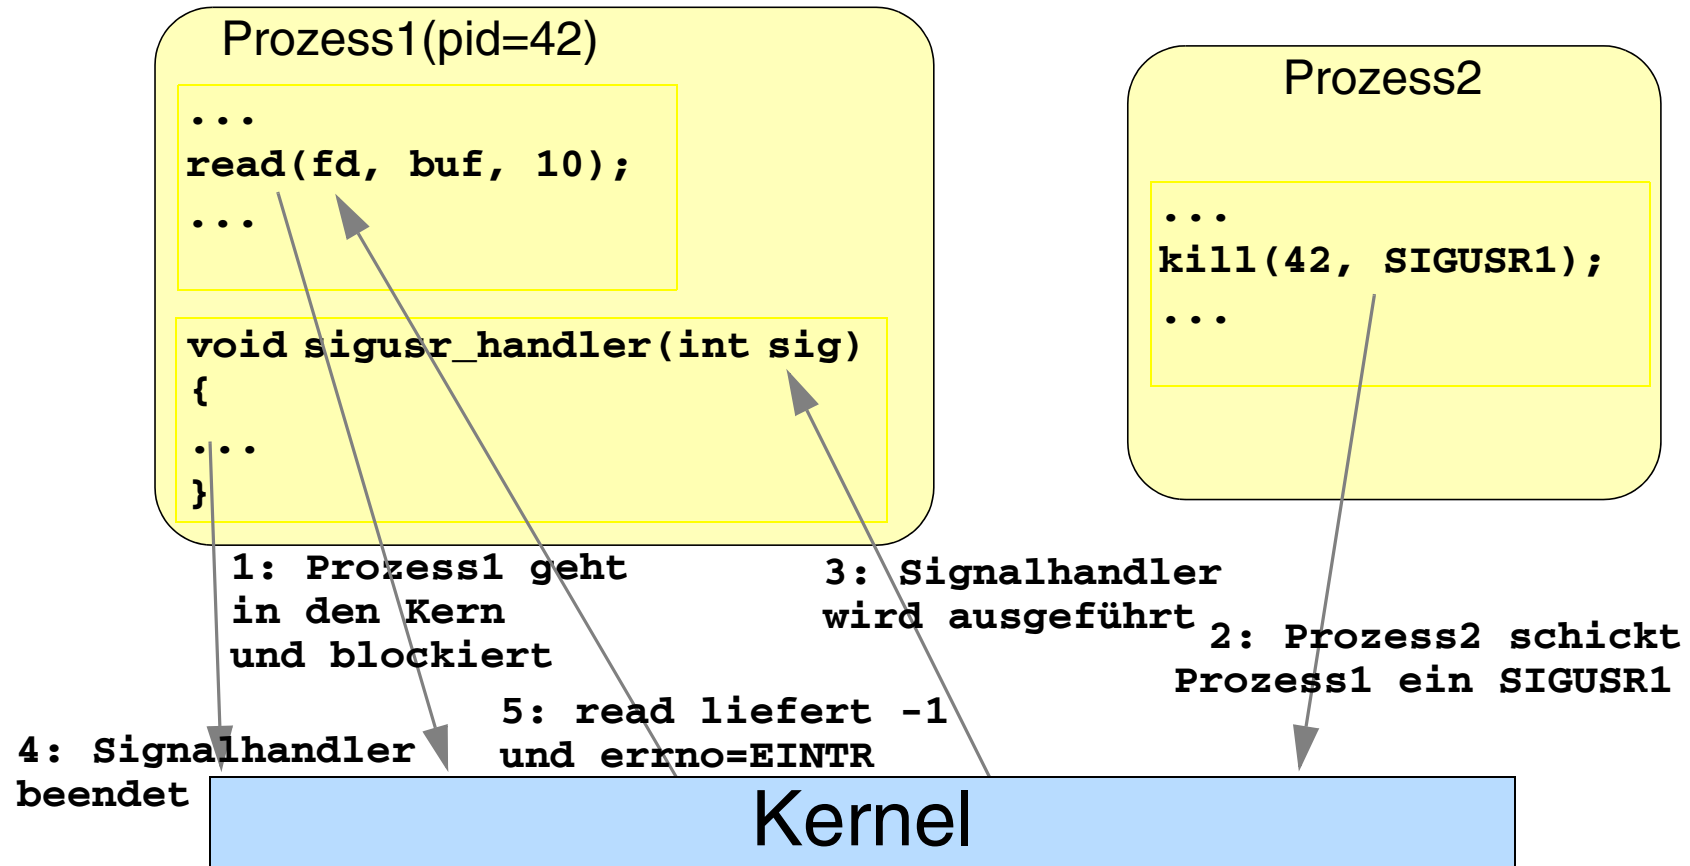 Prozess1(pid=42)
...
read(fd, buf, 10);
...
void sigusr_handler(int sig)
{
...
}
Prozess2
...
kill(42, SIGUSR1);
...
1: Prozess1 geht
in den Kern
und blockiert
3: Signalhandler
wird ausgeführt
2: Prozess2 schickt
Prozess1 ein SIGUSR1
5: read liefert -1
und errno=EINTR
4: Signalhandler
beendet
Kernel